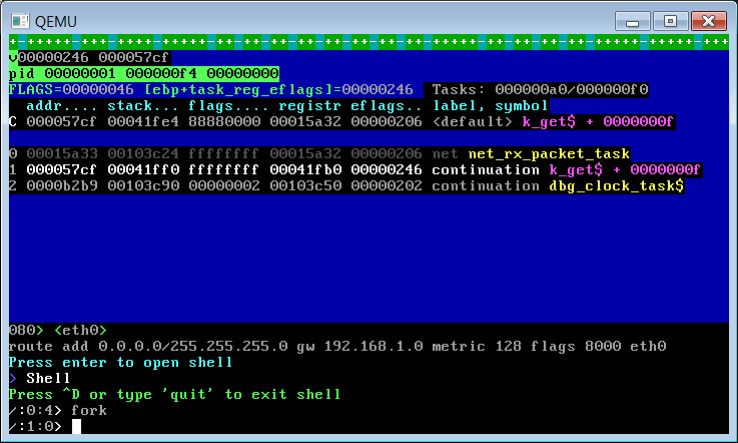 QEMU
+-+++++-+++++-+++++-+++++-+++++-+++++-+++++-+++++-+++++-+++++-+++++-+++++-+++++
v00000246 000057cf
pid 00000001 000000f4 00000000
FLAGS=00000046 [ebp+task_reg_eflags]=00000246 Tasks: 000000a0/000000f0
addr.... stack... flags.... registr eflags.. label, symbol
C 000057cf 00041fe4 88880000 00015a32 00000206 <default> k_get$ + 0000000f
0 00015a33 00103c24 ffffffff 00015a32 00000206 net net_rx_packet_task
1 000057cf 00041ff0 ffffffff 00041fb0 00000246 continuation k_get$ + 0000000f
2 0000b2b9 00103c90 00000002 00103c50 00000202 continuation dbg_clock_task$
080> <eth0>
route add 0.0.0.0/255.255.255.0 gw 192.168.1.0 metric 128 flags 8000 eth0
Press enter to open shell
> Shell
Press ^D or type 'quit' to exit shell
/:0:4> fork
/:1:0>